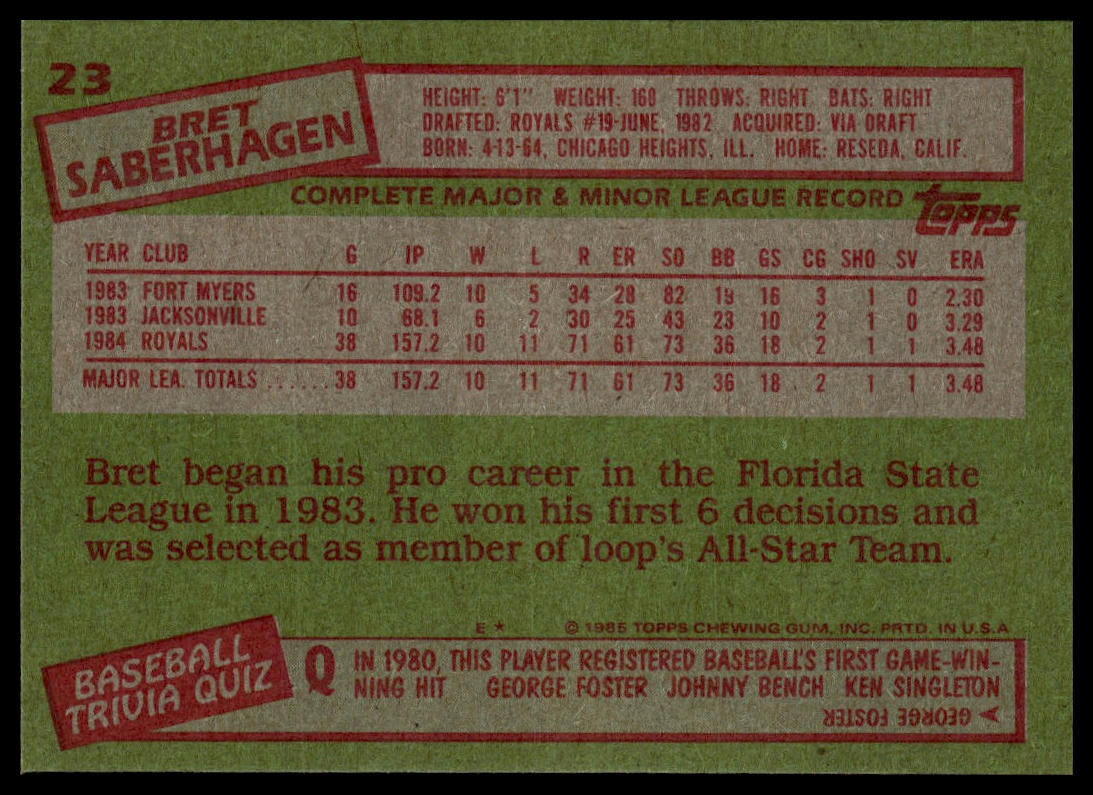 23
BRET
SABERHAGEN
HEIGHT: 6'1" WEIGHT: 160 THROWS: RIGHT BATS: RIGHT
DRAFTED: ROYALS #19-JUNE, 1982 ACQUIRED: VIA DRAFT
BORN: 4-13-64, CHICAGO HEIGHTS, ILL. HOME: RESEDA, CALIF.
COMPLETE MAJOR & MINOR LEAGUE RECORD topps
YEAR CLUB G IP W L R ER SO BB GS CG SHO SV ERA
1983 FORT MYERS 16 109.2 10 5 34 28 82 19 16 3 1 0 2.30
1983 JACKSONVILLE 10 68.1 6 2 30 25 43 23 10 2 1 0 3.29
1984 ROYALS 38 157.2 10 11 71 61 73 36 18 2 1 1 3.48
MAJOR LEA. TOTALS ...... 38 157.2 10 11 71 61 73 36 18 2 1 1 3.48
Bret began his pro career in the Florida State
League in 1983. He won his first 6 decisions and
was selected as member of loop's All-Star Team.
E * © 1985 TOPPS CHEWING GUM, INC. PRTD. IN U.S.A
BASEBALL
TRIVIA QUIZ
Q IN 1980, THIS PLAYER REGISTERED BASEBALL'S FIRST GAME-WIN-
NING HIT GEORGE FOSTER JOHNNY BENCH KEN SINGLETON
A GEORGE FOSTER